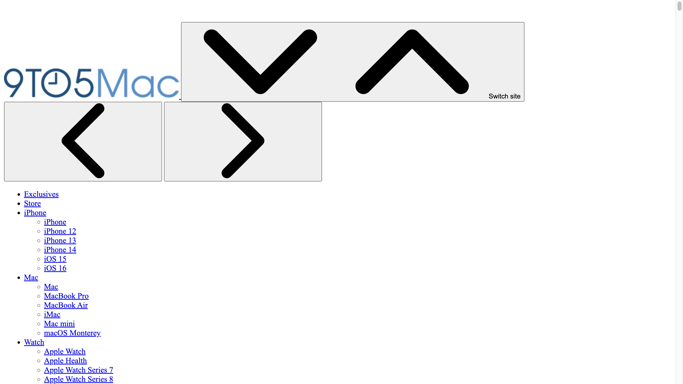 9TO5Mac
Switch site
Exclusives
Store
iPhone
iPhone
iPhone 12
iPhone 13
iPhone 14
iOS 15
iOS 16
Mac
Mac
MacBook Pro
MacBook Air
iMac
Mac mini
macOS Monterey
Watch
Apple Watch
Apple Health
Apple Watch Series 7
Apple Watch Series 8